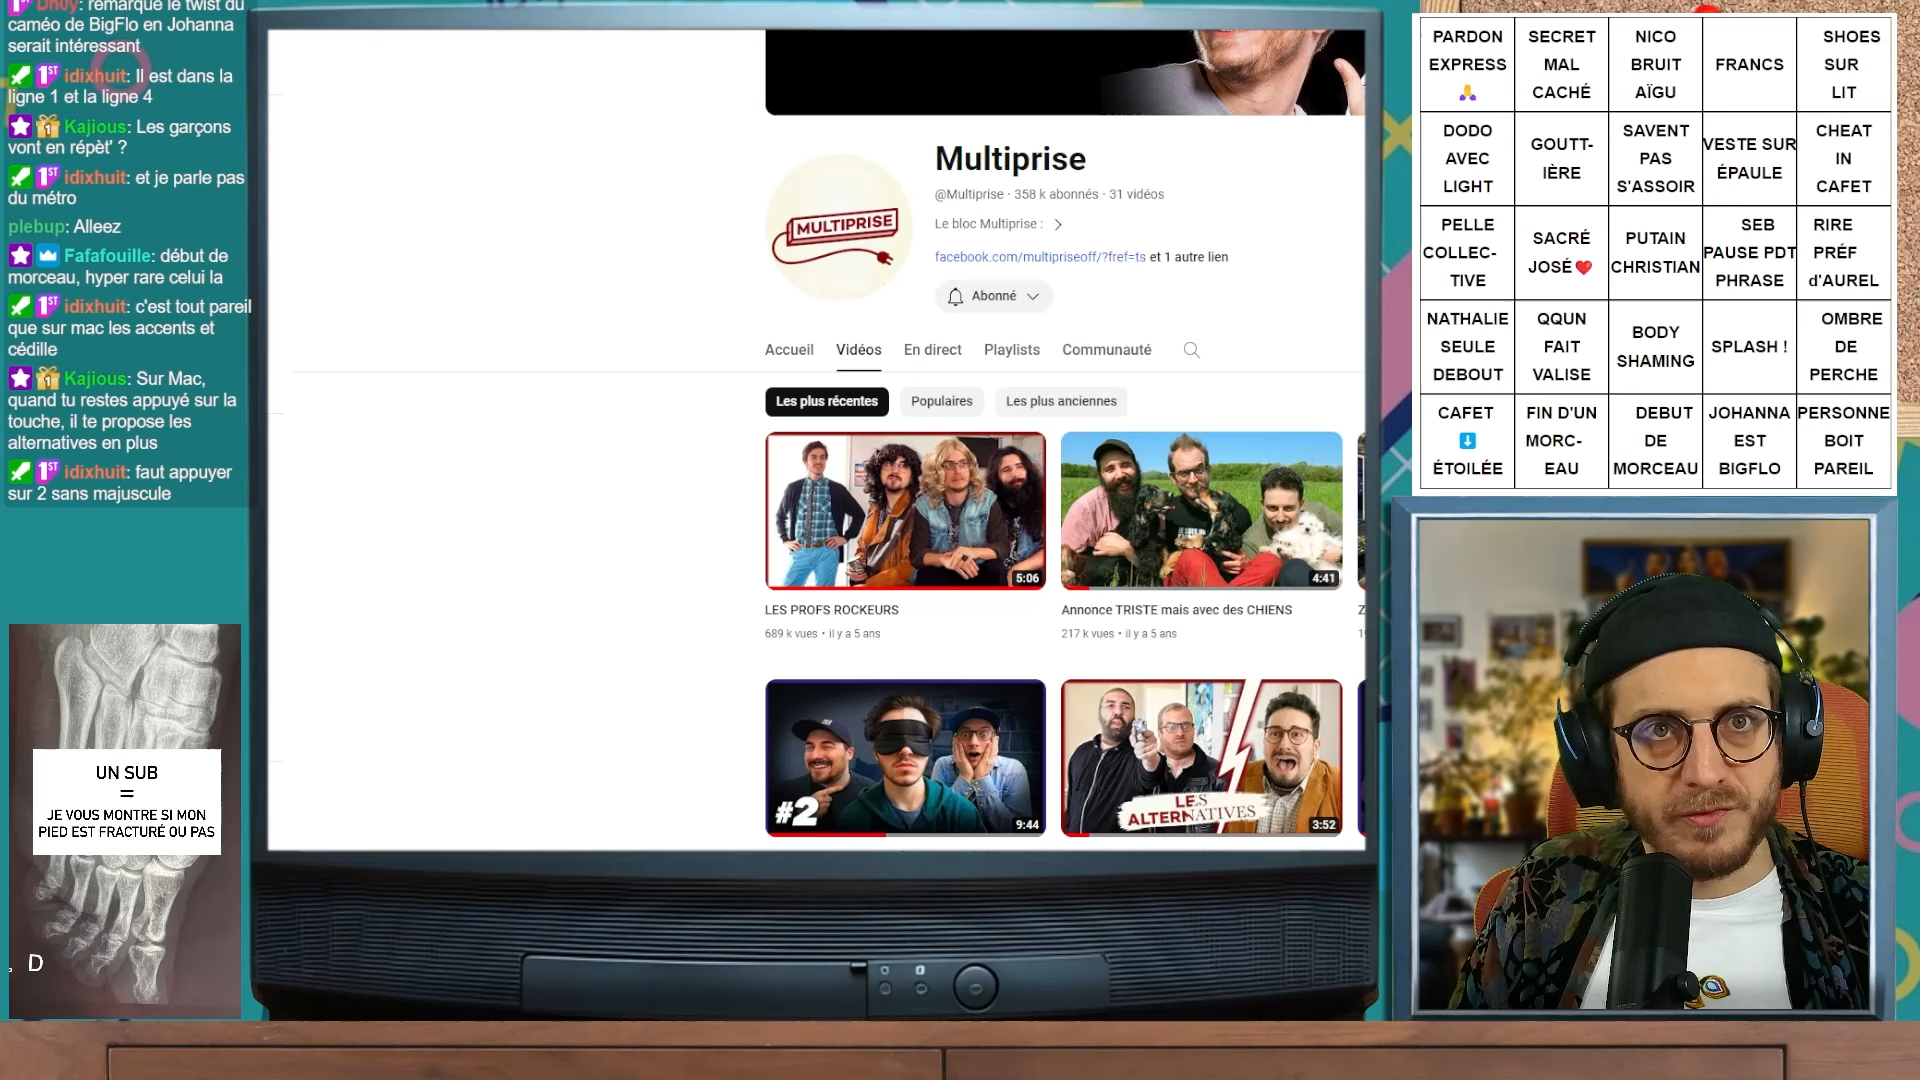 Dnuy: remarque le twist du
caméo de BigFlo en Johanna
serait intéressant
1ST idixhuit: Il est dans la
ligne 1 et la ligne 4
1 Kajious: Les garçons
vont en répèt' ?
1ST idixhuit: et je parle pas
du métro
plebup: Alleez
Fafafouille: début de
morceau, hyper rare celui la
1ST idixhuit: c'est tout pareil
que sur mac les accents et
cédille
1 Kajious: Sur Mac,
quand tu restes appuyé sur la
touche, il te propose les
alternatives en plus
1ST idixhuit: faut appuyer
sur 2 sans majuscule
UN SUB
=
JE VOUS MONTRE SI MON
PIED EST FRACTURÉ OU PAS
. D
MULTIPRISE
Multiprise
@Multiprise · 358 k abonnés · 31 vidéos
Le bloc Multiprise :
facebook.com/multipriseoff/?fref=ts et 1 autre lien
Abonné
Accueil Vidéos En direct Playlists Communauté
Les plus récentes Populaires Les plus anciennes
5:06
4:41
LES PROFS ROCKEURS
689 k vues • il y a 5 ans
Annonce TRISTE mais avec des CHIENS
217 k vues • il y a 5 ans
Z
1
#2
9:44
LES
ALTERNATIVES
3:52
PARDON
EXPRESS
🙏
SECRET
MAL
CACHÉ
NICO
BRUIT
AÏGU
FRANCS
SHOES
SUR
LIT
DODO
AVEC
LIGHT
GOUTT-
IÈRE
SAVENT
PAS
S'ASSOIR
VESTE SUR
ÉPAULE
CHEAT
IN
CAFET
PELLE
COLLEC-
TIVE
SACRÉ
JOSÉ❤️
PUTAIN
CHRISTIAN
SEB
PAUSE PDT
PHRASE
RIRE
PRÉF
d'AUREL
NATHALIE
SEULE
DEBOUT
QQUN
FAIT
VALISE
BODY
SHAMING
SPLASH !
OMBRE
DE
PERCHE
CAFET
⬇️
ÉTOILÉE
FIN D'UN
MORC-
EAU
DEBUT
DE
MORCEAU
JOHANNA
EST
BIGFLO
PERSONNE
BOIT
PAREIL